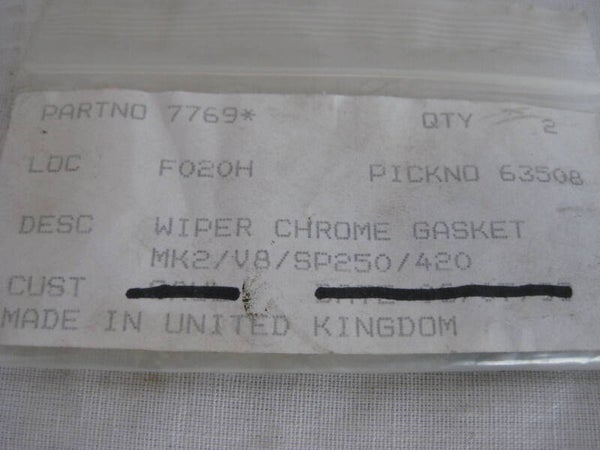 PARTNO 7769* QTY 2
LOC F020H PICKNO 63508
DESC WIPER CHROME GASKET
MK2/V8/SP250/420
CUST
MADE IN UNITED KINGDOM